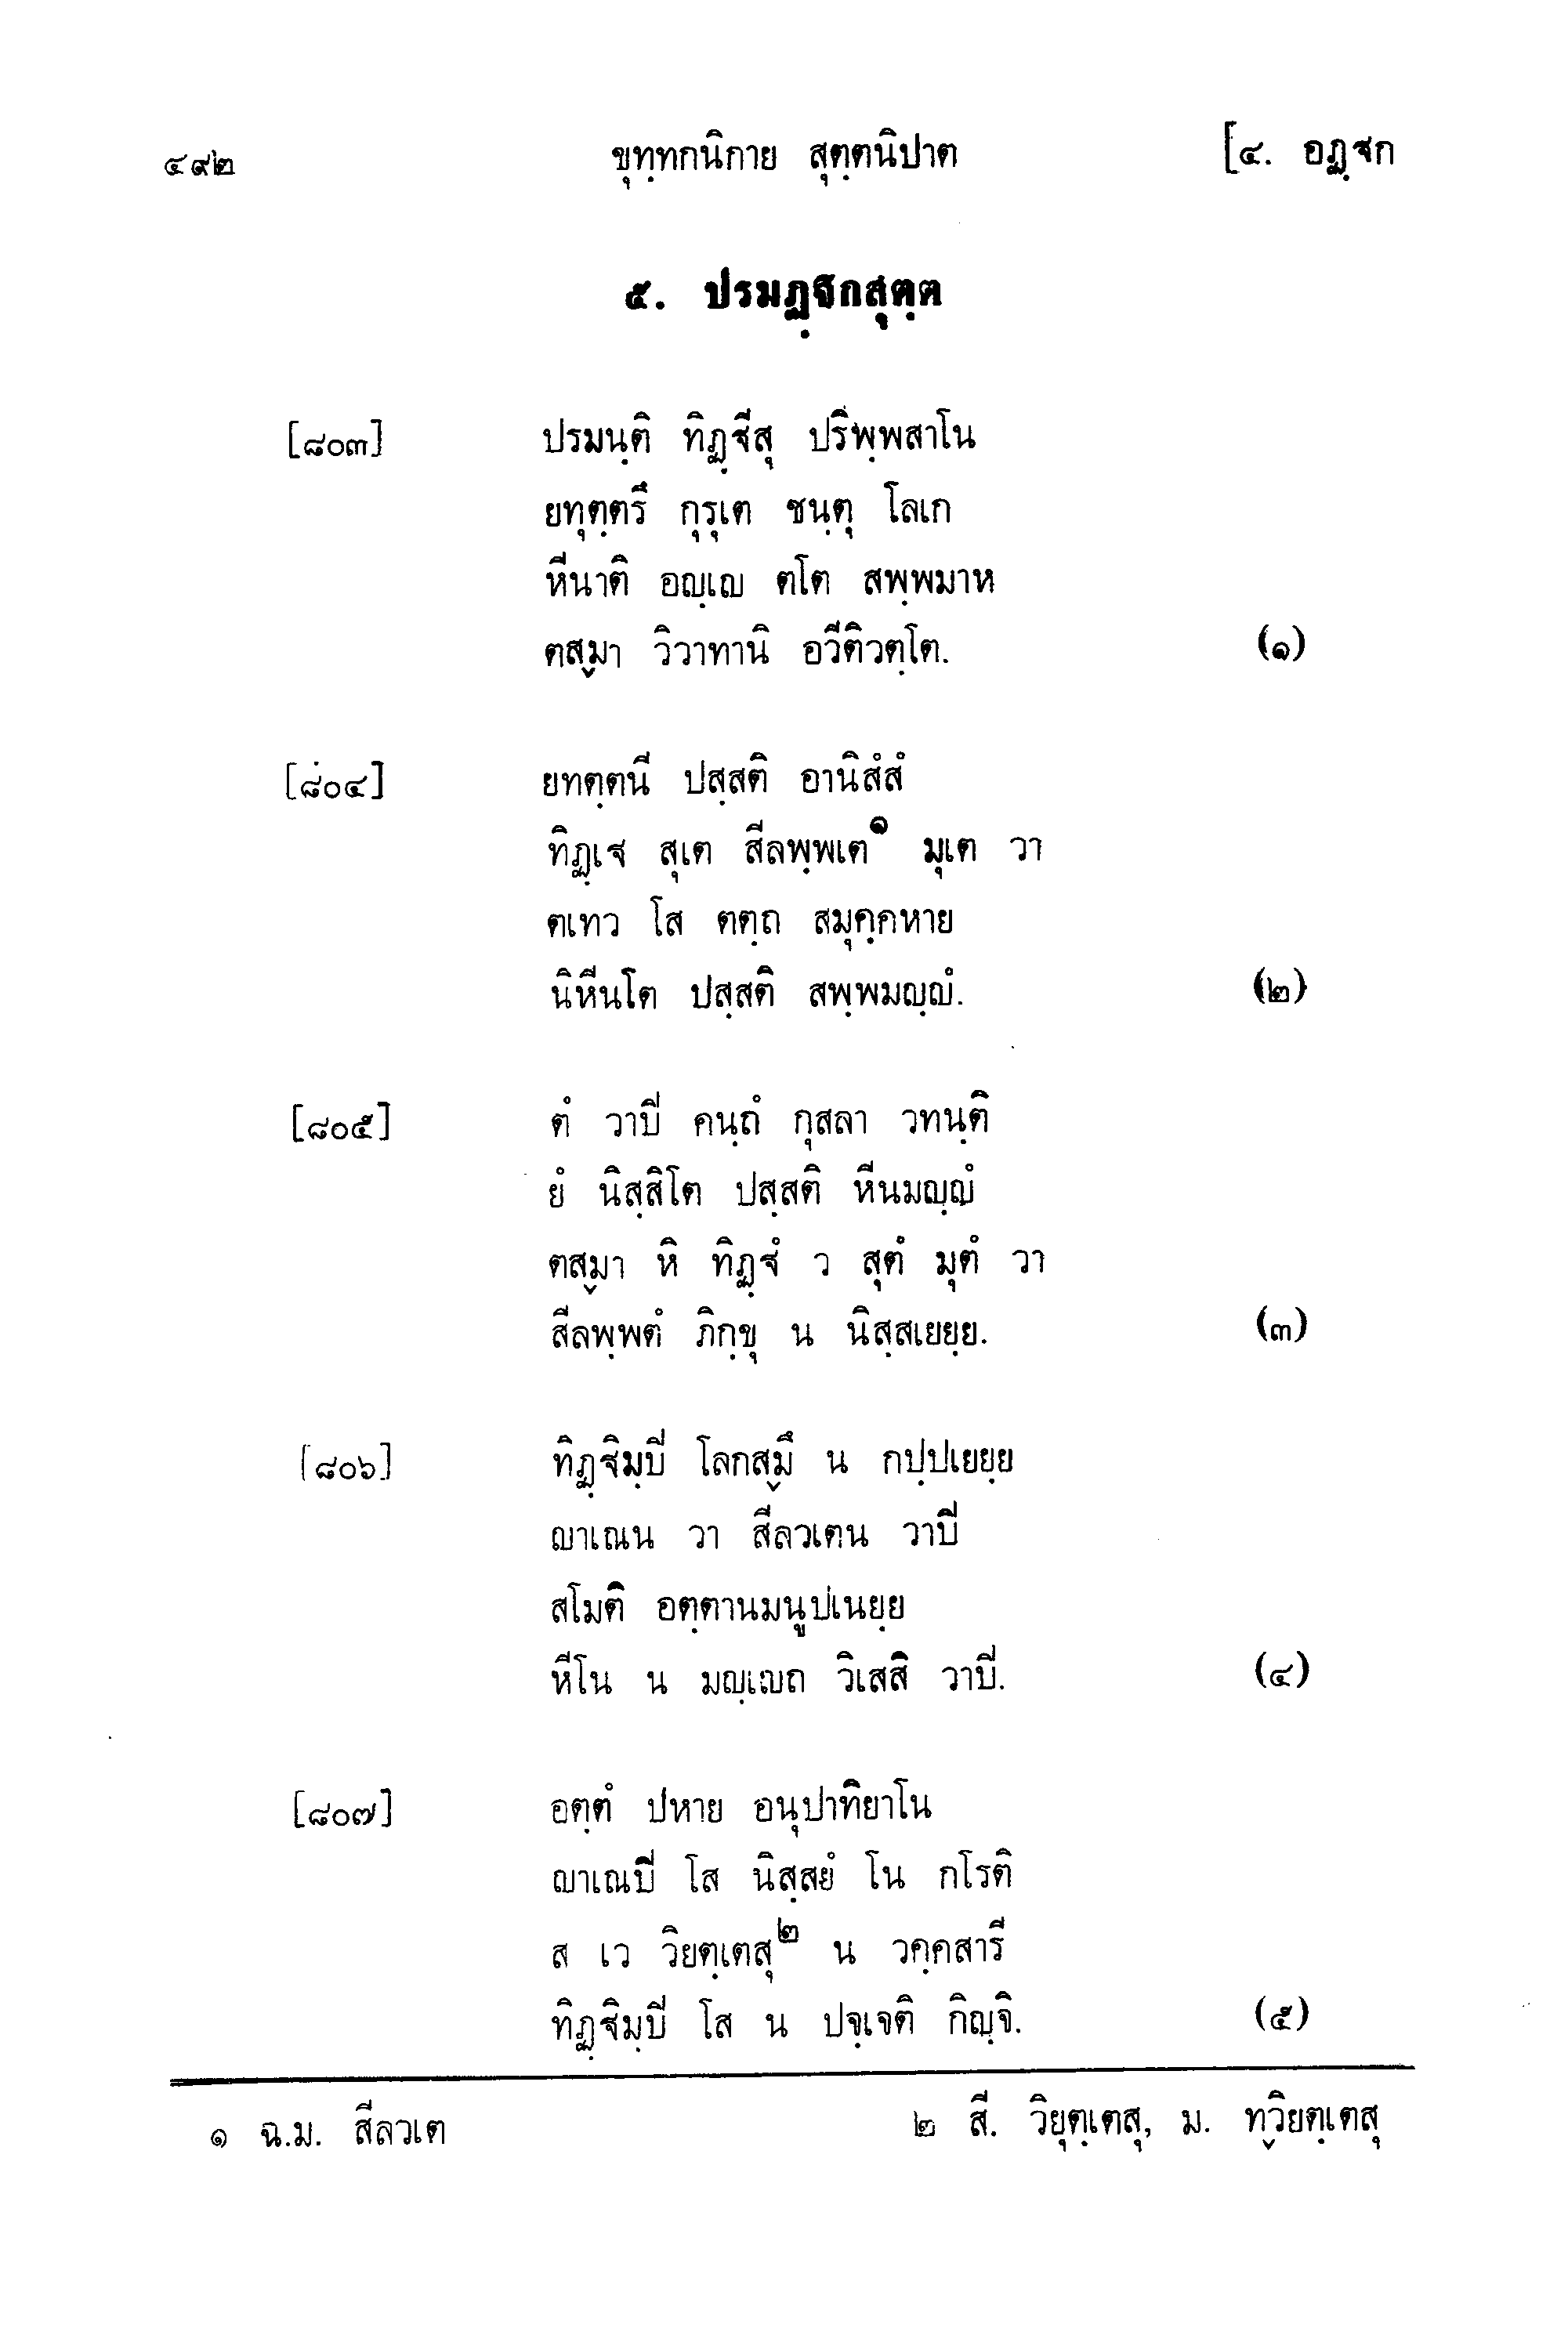 ๔๙๒ ขุทฺทกนิกาย สุตฺตนิปาต [๔. อฏฺฐก
๕. ปรมฏฺฐกสุตฺต
[๘๐๓] ปรมนฺติ ทิฏฺฐีสุ ปริพฺพสาโน
ยทุตฺตรึ กุรุเต ชนฺตุ โลเก
หีนาติ อญฺเญ ตโต สพฺพมาห
ตสฺมา วิวาทานิ อวีติวตฺโต. (๑)
[๘๐๔] ยทตฺตนี ปสฺสติ อานิสํสํ
ทิฏฺเฐ สุเต สีลพฺพเต๑ มุเต วา
ตเทว โส ตตฺถ สมุคฺคหาย
นิหีนโต ปสฺสติ สพฺพมญฺญํ. (๒)
[๘๐๕] ตํ วาปิ คนฺถํ กุสลา วทนฺติ
ยํ นิสฺสิโต ปสฺสติ หีนมญฺญํ
ตสฺมา หิ ทิฏฺฐํ ว สุตํ มุตํ วา
สีลพฺพตํ ภิกฺขุ น นิสฺสเยยฺย. (๓)
[๘๐๖] ทิฏฺฐิมฺปิ โลกสฺมึ น กปฺปเยยฺย
ญาเณน วา สีลวเตน วาปิ
สโมติ อตฺตานมนูปเนยฺย
หีโน น มญฺเญถ วิเสสิ วาปิ. (๔)
[๘๐๗] อตฺตํ ปหาย อนุปาทิยาโน
ญาเณปิ โส นิสฺสยํ โน กโรติ
ส เว วิยตฺเตสุ๒ น วคฺคสารี
ทิฏฺฐิมฺปิ โส น ปจฺเจติ กิญฺจิ. (๕)
๑ ฉ.ม. สีลวเต ๒ สี. วิยุตฺเตสุ, ม. ทฺวิยตฺเตสุ